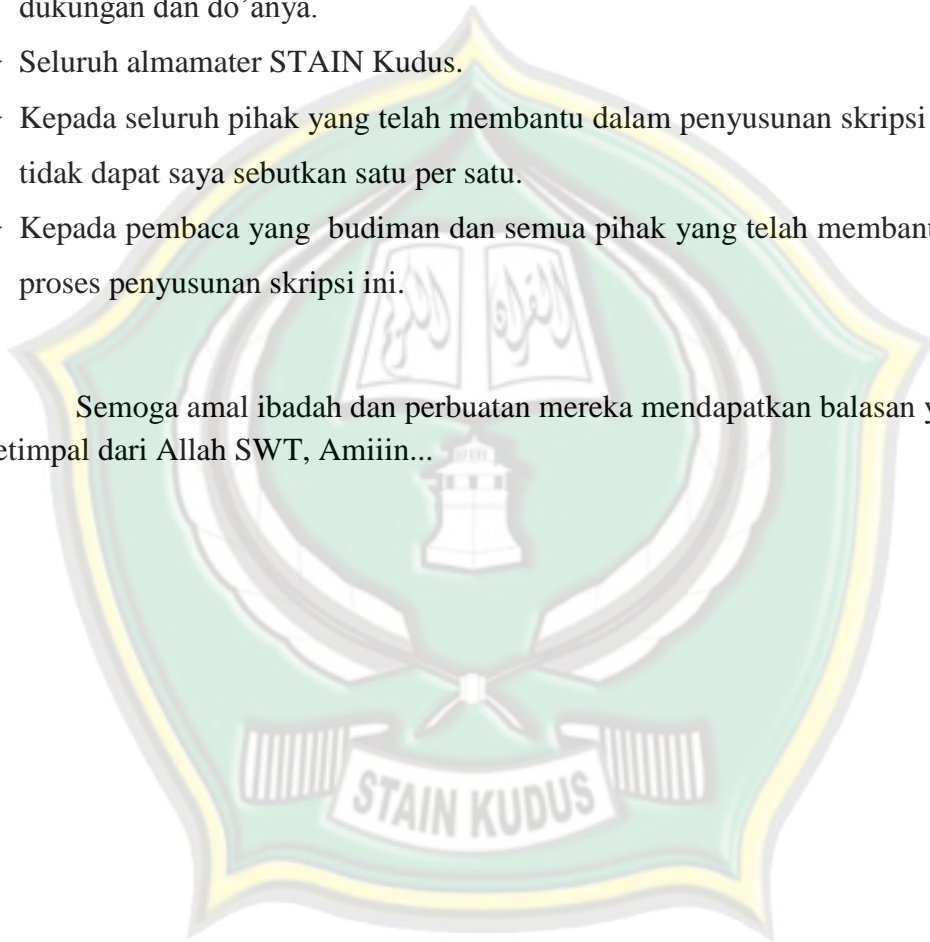 dukungan dan do’anya.
Seluruh almamater STAIN Kudus.
Kepada seluruh pihak yang telah membantu dalam penyusunan skripsi
tidak dapat saya sebutkan satu per satu.
Kepada pembaca yang  budiman dan semua pihak yang telah membant
proses penyusunan skripsi ini.
Semoga amal ibadah dan perbuatan mereka mendapatkan balasan y
etimpal dari Allah SWT, Amiiin...
STAIN KUDUS